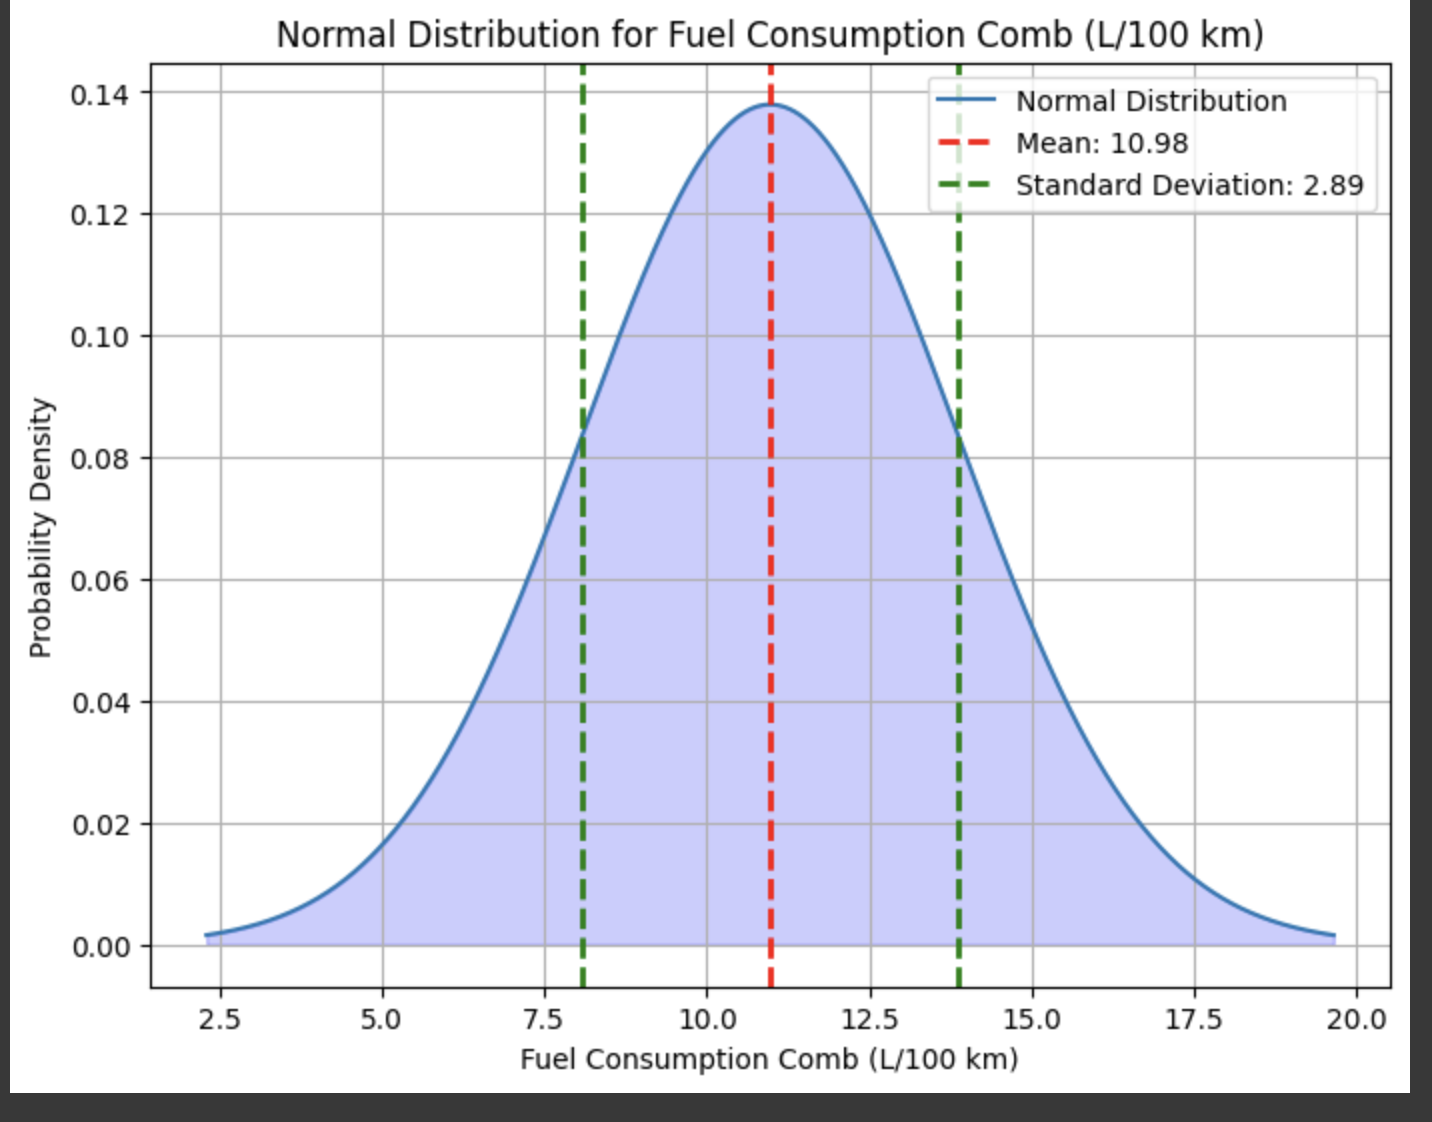 Normal Distribution for Fuel Consumption Comb (L/100 km)
Normal Distribution
Mean: 10.98
Standard Deviation: 2.89
Probability Density
0.14
0.12
0.10
0.08
0.06
0.04
0.02
0.00
2.5 5.0 7.5 10.0 12.5 15.0 17.5 20.0
Fuel Consumption Comb (L/100 km)